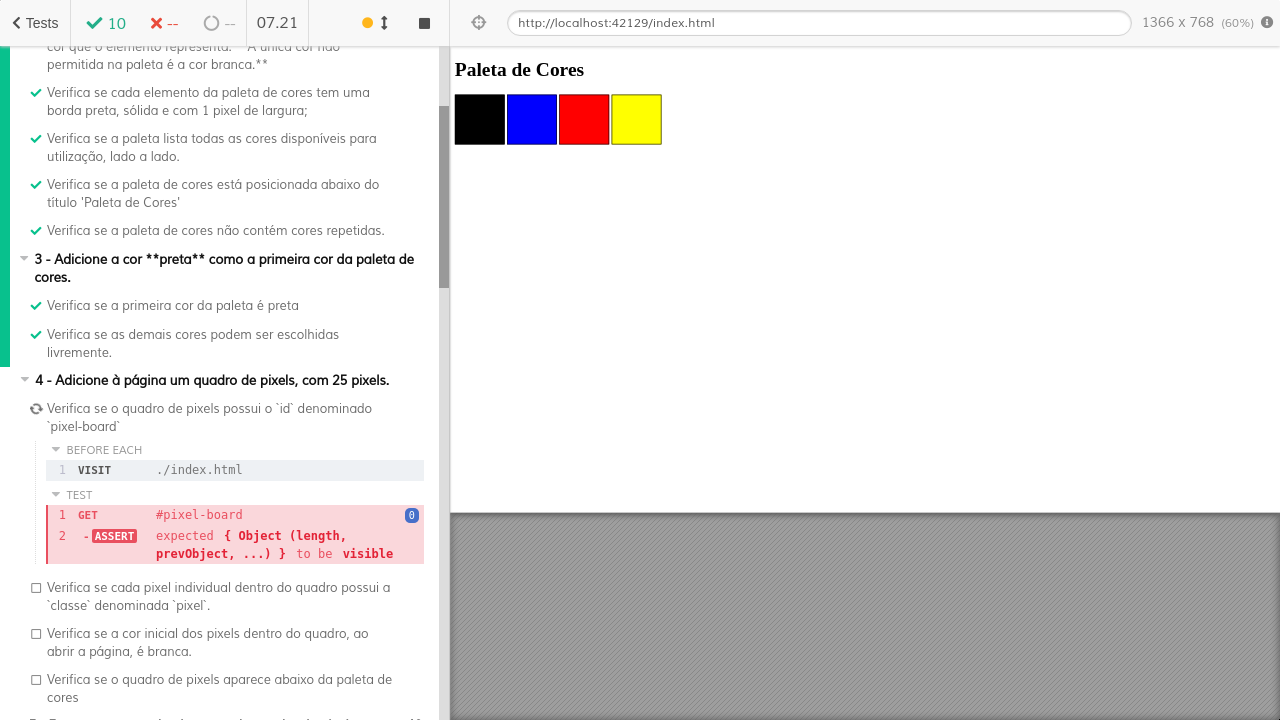 Tests
10
--
--
07.21
http://localhost:42129/index.html
1366 x 768 (60%)
cor que o elemento representa. **A única cor não
permitida na paleta é a cor branca.**
Verifica se cada elemento da paleta de cores tem uma
borda preta, sólida e com 1 pixel de largura;
Verifica se a paleta lista todas as cores disponíveis para
utilização, lado a lado.
Verifica se a paleta de cores está posicionada abaixo do
título 'Paleta de Cores'
Verifica se a paleta de cores não contém cores repetidas.
3 - Adicione a cor **preta** como a primeira cor da paleta de
cores.
Verifica se a primeira cor da paleta é preta
Verifica se as demais cores podem ser escolhidas
livremente.
4 - Adicione à página um quadro de pixels, com 25 pixels.
Verifica se o quadro de pixels possui o `id` denominado
`pixel-board`
BEFORE EACH
1 VISIT ./index.html
TEST
1 GET #pixel-board 0
2 -ASSERT expected { Object (length,
prevObject, ...) } to be visible
Verifica se cada pixel individual dentro do quadro possui a
`classe` denominada `pixel`.
Verifica se a cor inicial dos pixels dentro do quadro, ao
abrir a página, é branca.
Verifica se o quadro de pixels aparece abaixo da paleta de
cores
Paleta de Cores